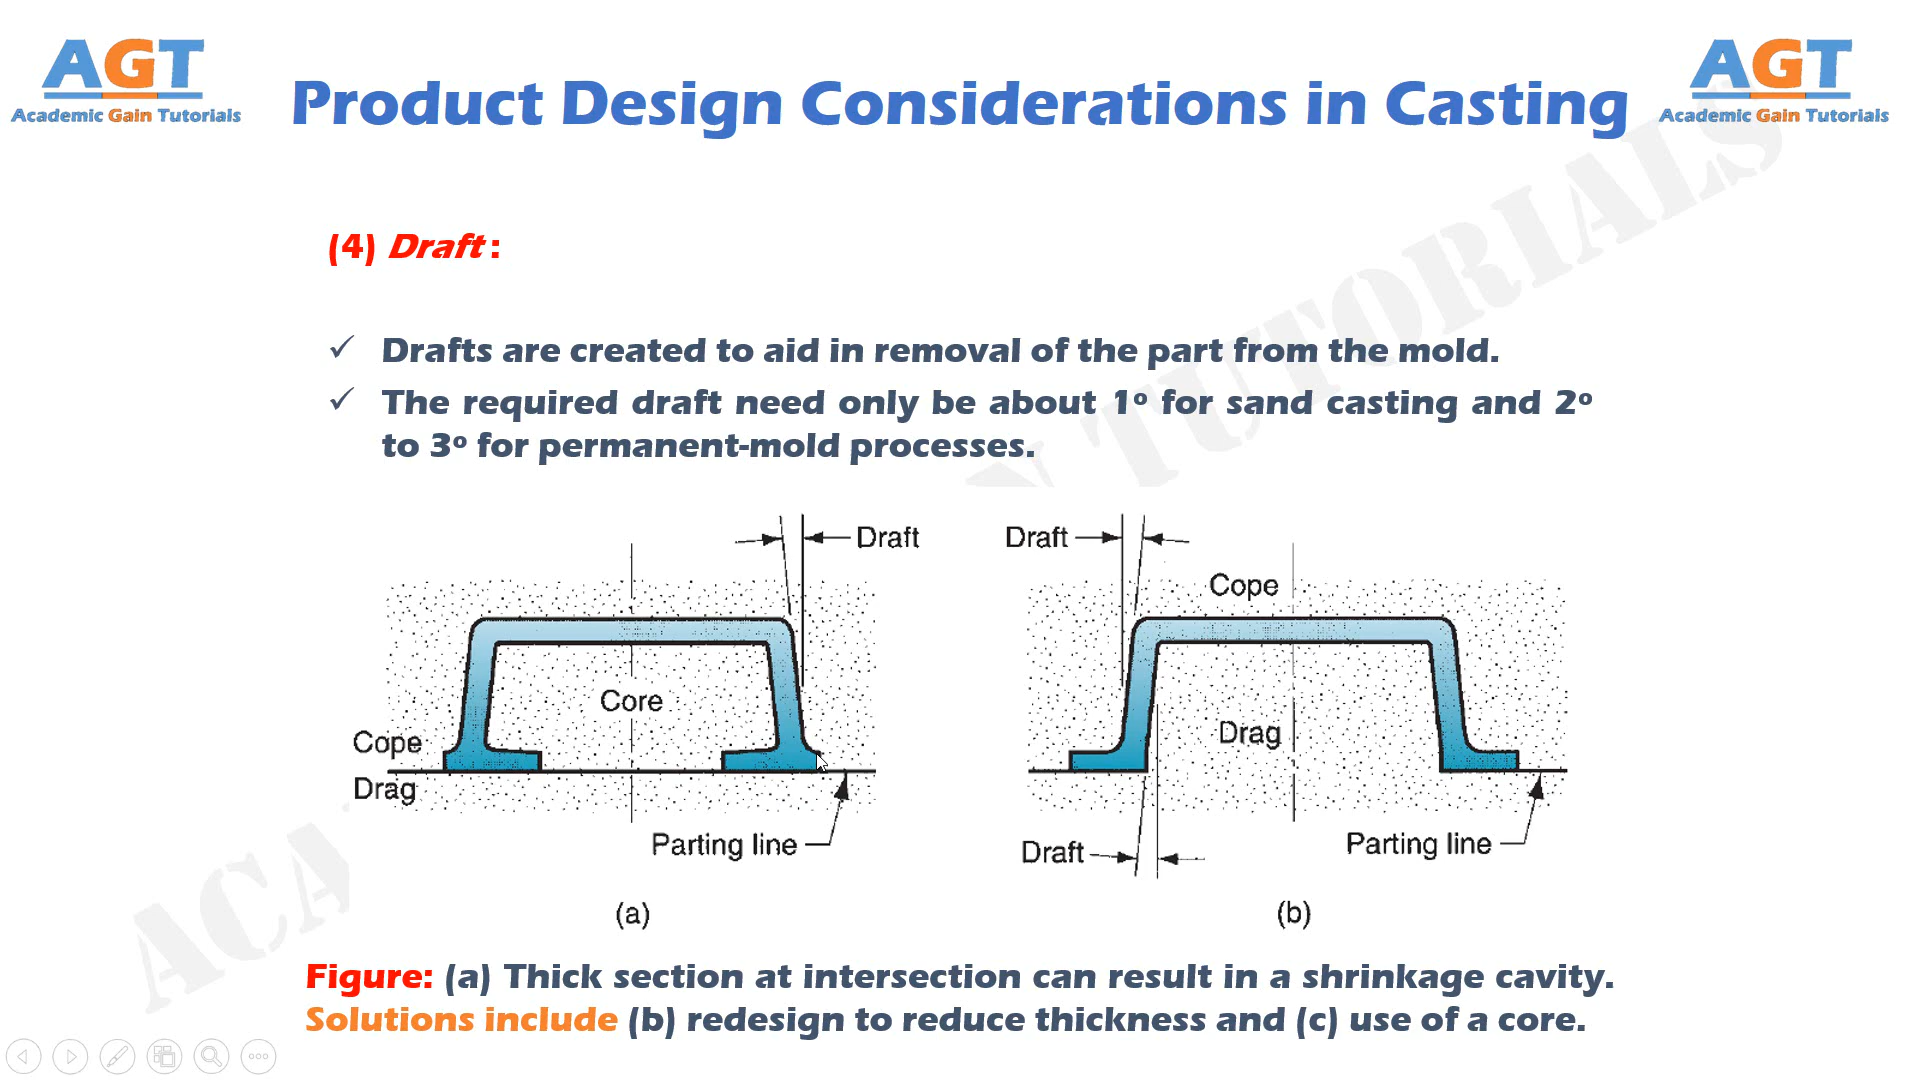 AGT
Academic Gain Tutorials
Product Design Considerations in Casting
AGT
Academic Gain Tutorials
(4) Draft :
✓ Drafts are created to aid in removal of the part from the mold.
✓ The required draft need only be about 1º for sand casting and 2º
to 3º for permanent-mold processes.
Draft
Core
Cope
Drag
Parting line
(a)
Draft
Cope
Drag
Draft
Parting line
(b)
Figure: (a) Thick section at intersection can result in a shrinkage cavity.
Solutions include (b) redesign to reduce thickness and (c) use of a core.